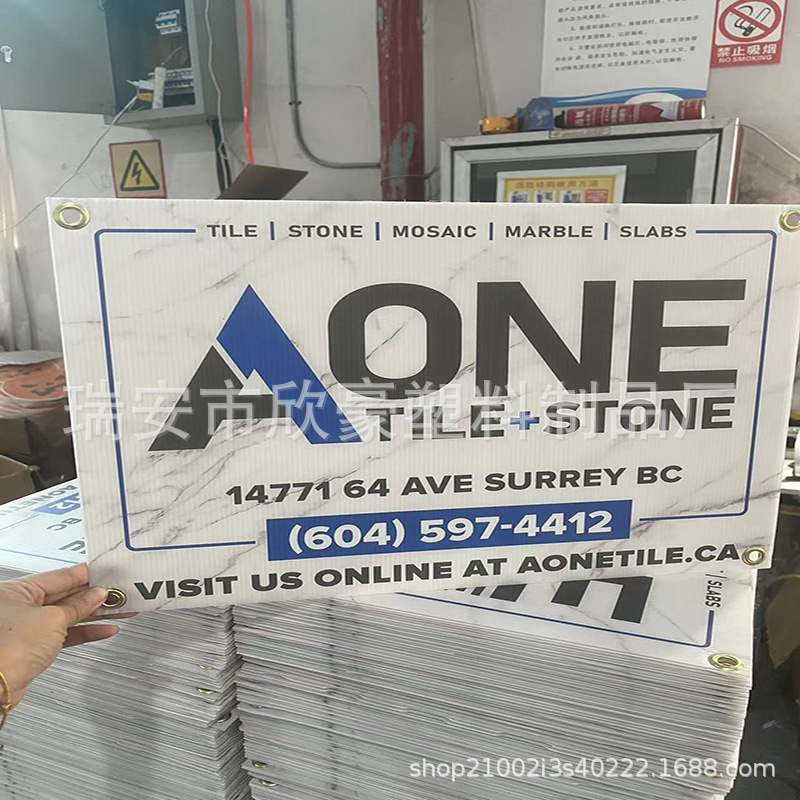 禁止吸烟
NO SMOKING
TILE | STONE | MOSAIC | MARBLE | SLABS
AONE
TILE+STONE
瑞安市欣豪塑料制品厂
14771 64 AVE SURREY BC
(604) 597-4412
VISIT US ONLINE AT AONETILE.CA
BC
SLABS
shop21002i3s40222.1688.com